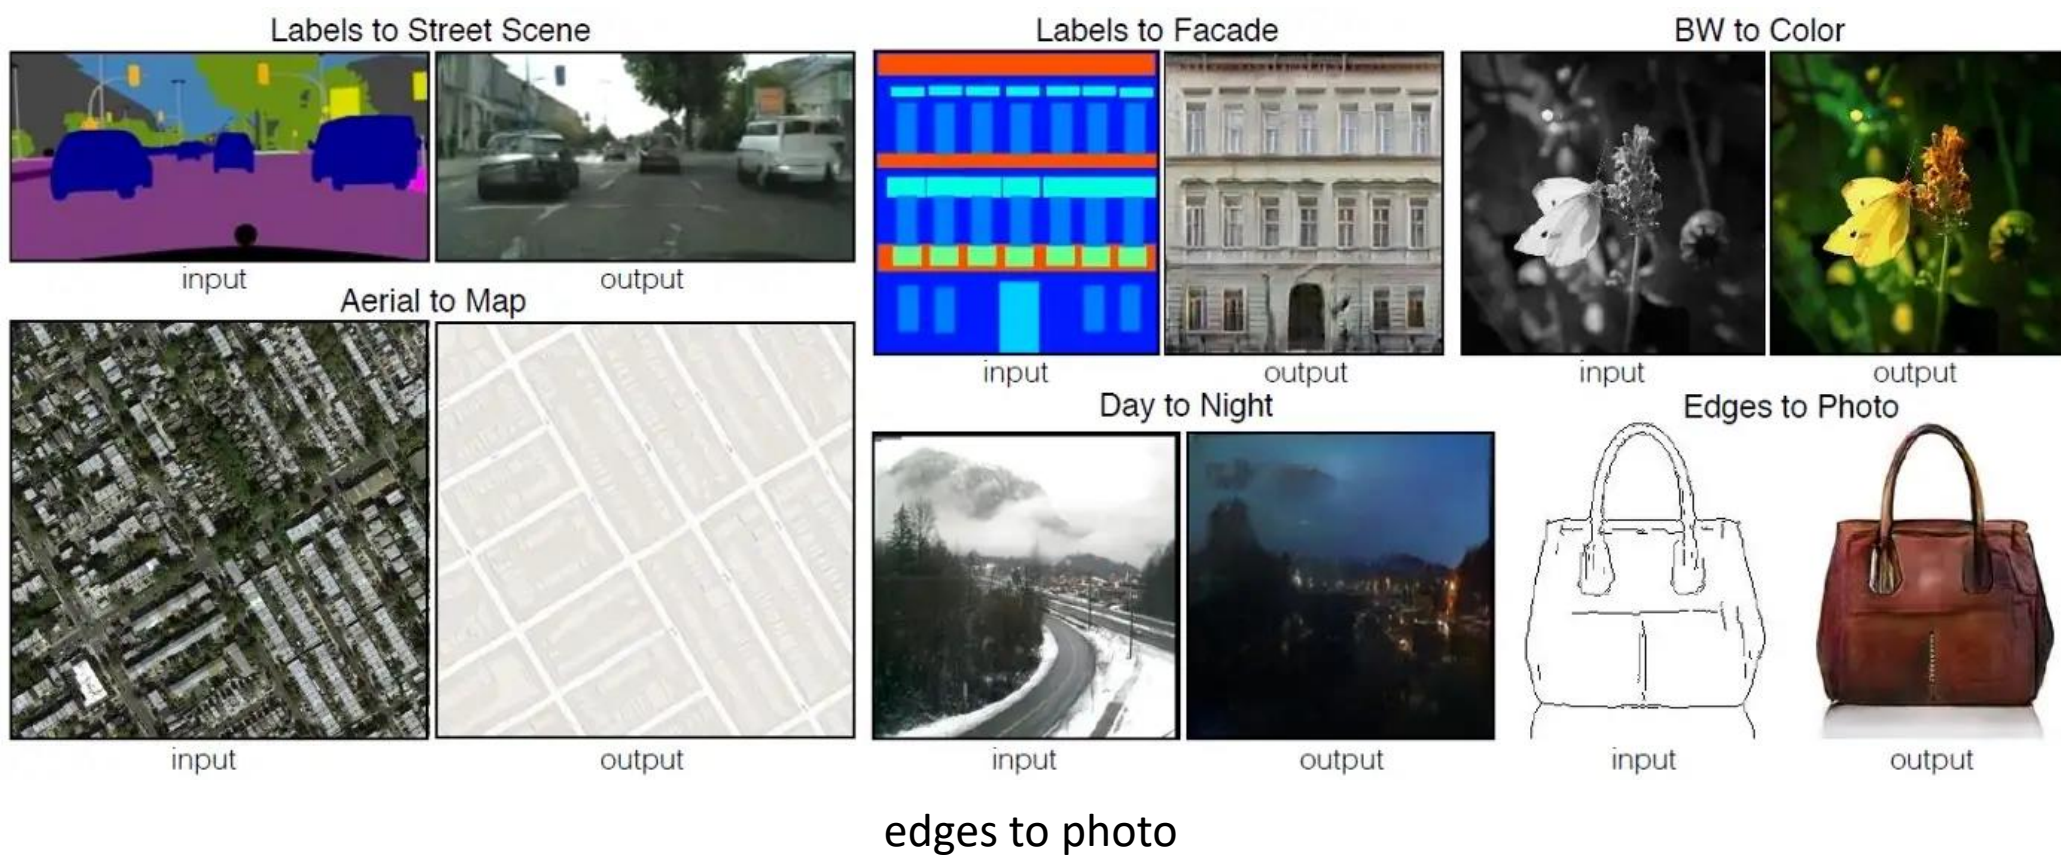 Labels to Street Scene
input
output
Aerial to Map
input
output
Labels to Facade
input
output
BW to Color
input
output
Day to Night
input
output
Edges to Photo
input
output
edges to photo